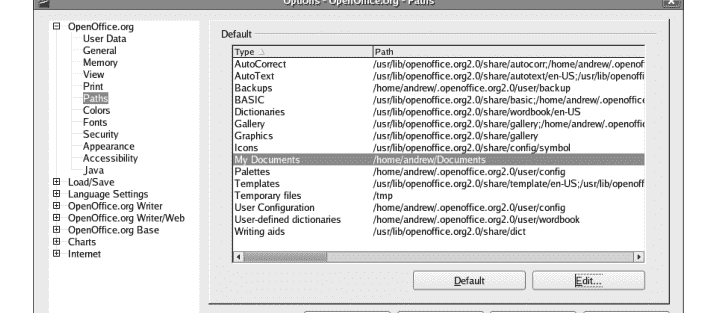 Options - OpenOffice.org - Paths
OpenOffice.org
User Data
General
Memory
View
Print
Paths
Colors
Fonts
Security
Appearance
Accessibility
Java
Load/Save
Language Settings
OpenOffice.org Writer
OpenOffice.org Writer/Web
OpenOffice.org Base
Charts
Internet
Default
Type Path
AutoCorrect /usr/lib/openoffice.org2.0/share/autocorr;/home/andrew/.openof
AutoText /usr/lib/openoffice.org2.0/share/autotext/en-US;/usr/lib/openoffi
Backups /home/andrew/.openoffice.org2.0/user/backup
BASIC /usr/lib/openoffice.org2.0/share/basic;/home/andrew/.openoffice
Dictionaries /usr/lib/openoffice.org2.0/share/wordbook/en-US
Gallery /usr/lib/openoffice.org2.0/share/gallery;/home/andrew/.openoffic
Graphics /usr/lib/openoffice.org2.0/share/gallery
Icons /usr/lib/openoffice.org2.0/share/config/symbol
My Documents /home/andrew/Documents
Palettes /home/andrew/.openoffice.org2.0/user/config
Templates /usr/lib/openoffice.org2.0/share/template/en-US;/usr/lib/openoff
Temporary files /tmp
User Configuration /home/andrew/.openoffice.org2.0/user/config
User-defined dictionaries /home/andrew/.openoffice.org2.0/user/wordbook
Writing aids /usr/lib/openoffice.org2.0/share/dict
Default Edit...